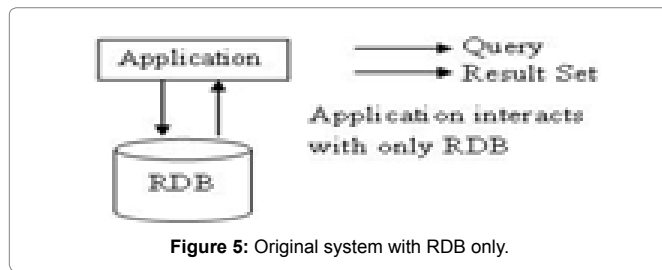 Application
Query
Result Set
Application interacts
with only RDB
RDB
Figure 5: Original system with RDB only.